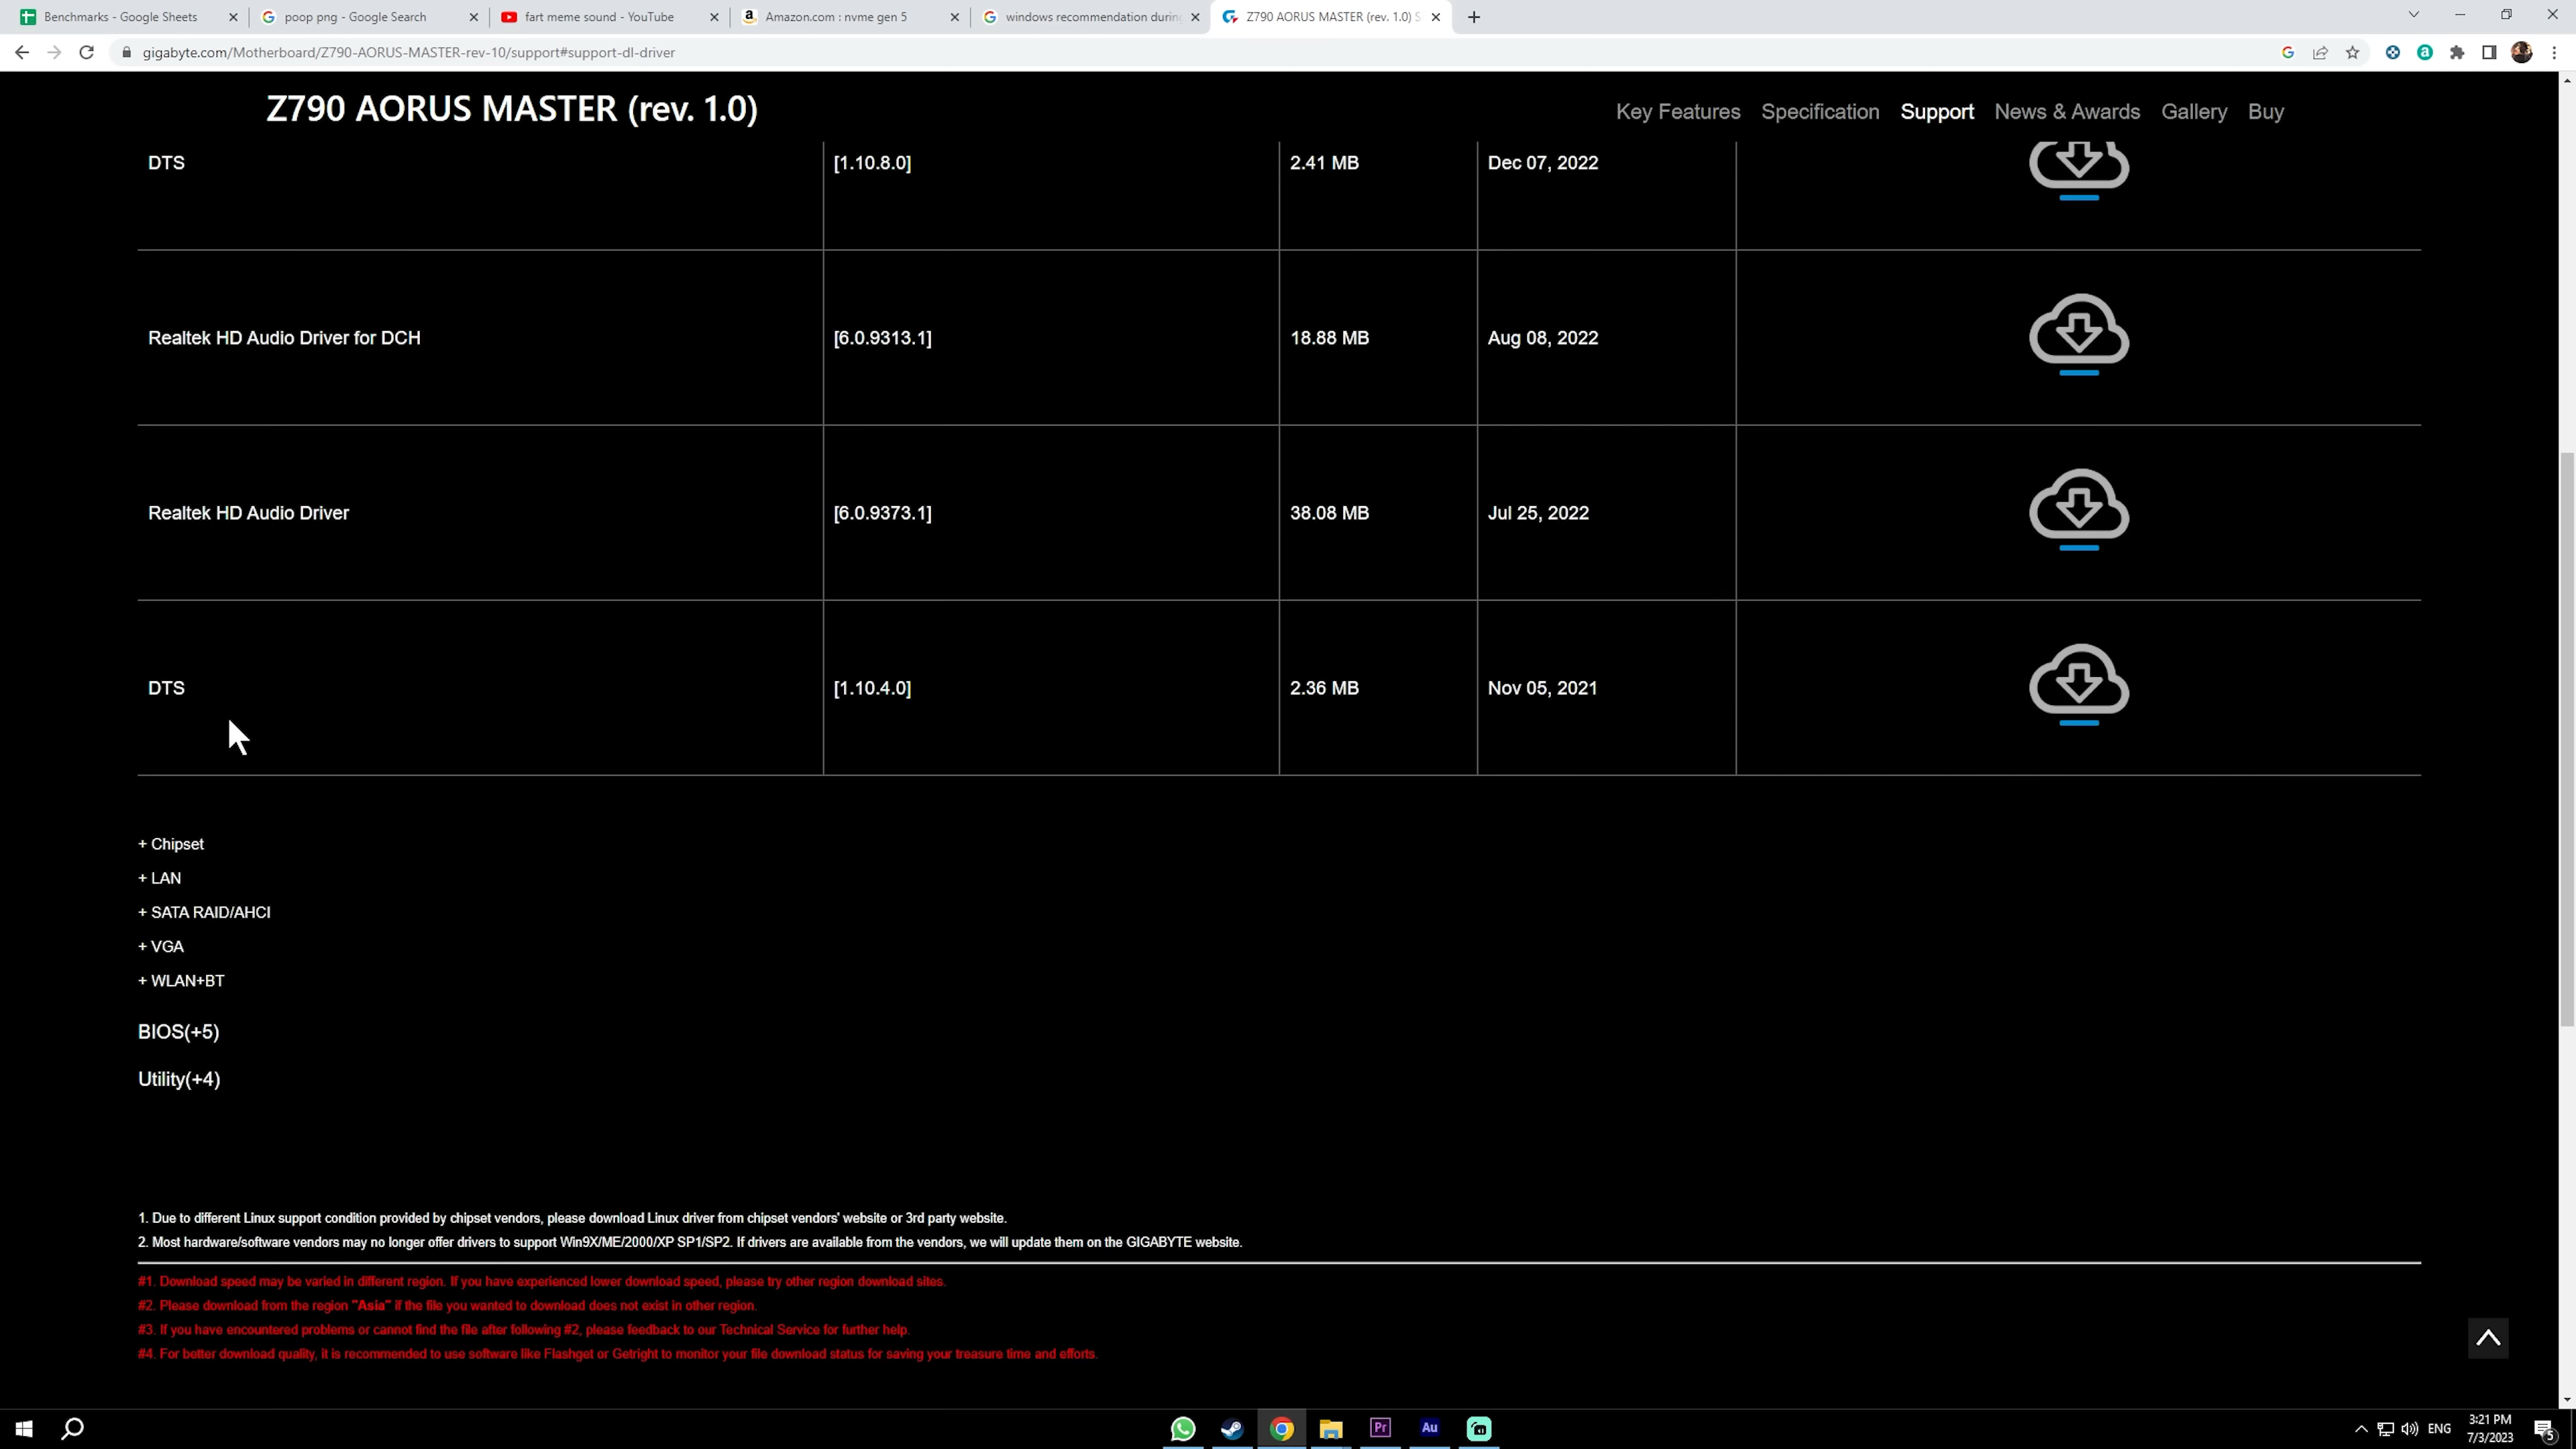 Benchmarks - Google Sheets
poop png - Google Search
fart meme sound - YouTube
Amazon.com : nvme gen 5
windows recommendation durin
Z790 AORUS MASTER (rev. 1.0) S
gigabyte.com/Motherboard/Z790-AORUS-MASTER-rev-10/support#support-dl-driver
Z790 AORUS MASTER (rev. 1.0)
Key Features Specification Support News & Awards Gallery Buy
DTS [1.10.8.0] 2.41 MB Dec 07, 2022
Realtek HD Audio Driver for DCH [6.0.9313.1] 18.88 MB Aug 08, 2022
Realtek HD Audio Driver [6.0.9373.1] 38.08 MB Jul 25, 2022
DTS [1.10.4.0] 2.36 MB Nov 05, 2021
+ Chipset
+ LAN
+ SATA RAID/AHCI
+ VGA
+ WLAN+BT
BIOS(+5)
Utility(+4)
1. Due to different Linux support condition provided by chipset vendors, please download Linux driver from chipset vendors' website or 3rd party website.
2. Most hardware/software vendors may no longer offer drivers to support Win9X/ME/2000/XP SP1/SP2. If drivers are available from the vendors, we will update them on the GIGABYTE website.
#1. Download speed may be varied in different region. If you have experienced lower download speed, please try other region download sites.
#2. Please download from the region "Asia" if the file you wanted to download does not exist in other region.
#3. If you have encountered problems or cannot find the file after following #2, please feedback to our Technical Service for further help.
#4. For better download quality, it is recommended to use software like Flashget or Getright to monitor your file download status for saving your treasure time and efforts.
Pr
Au
ENG
3:21 PM
7/3/2023
5